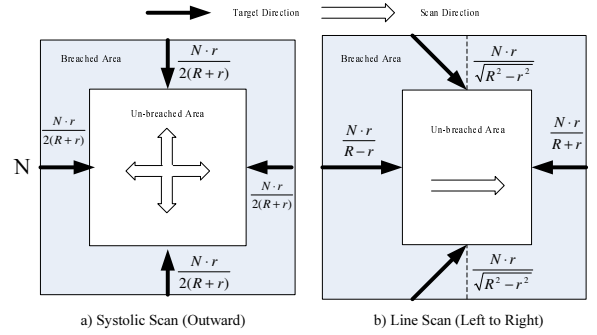 Target Direction Scan Direction
Breached Area
N·r / 2(R+r)
Un-breached Area
N·r / 2(R+r)
N
N·r / 2(R+r)
N·r / 2(R+r)
a) Systolic Scan (Outward)
Breached Area
N·r / √(R²−r²)
Un-breached Area
N·r / R−r
N·r / R+r
N·r / √(R²−r²)
b) Line Scan (Left to Right)